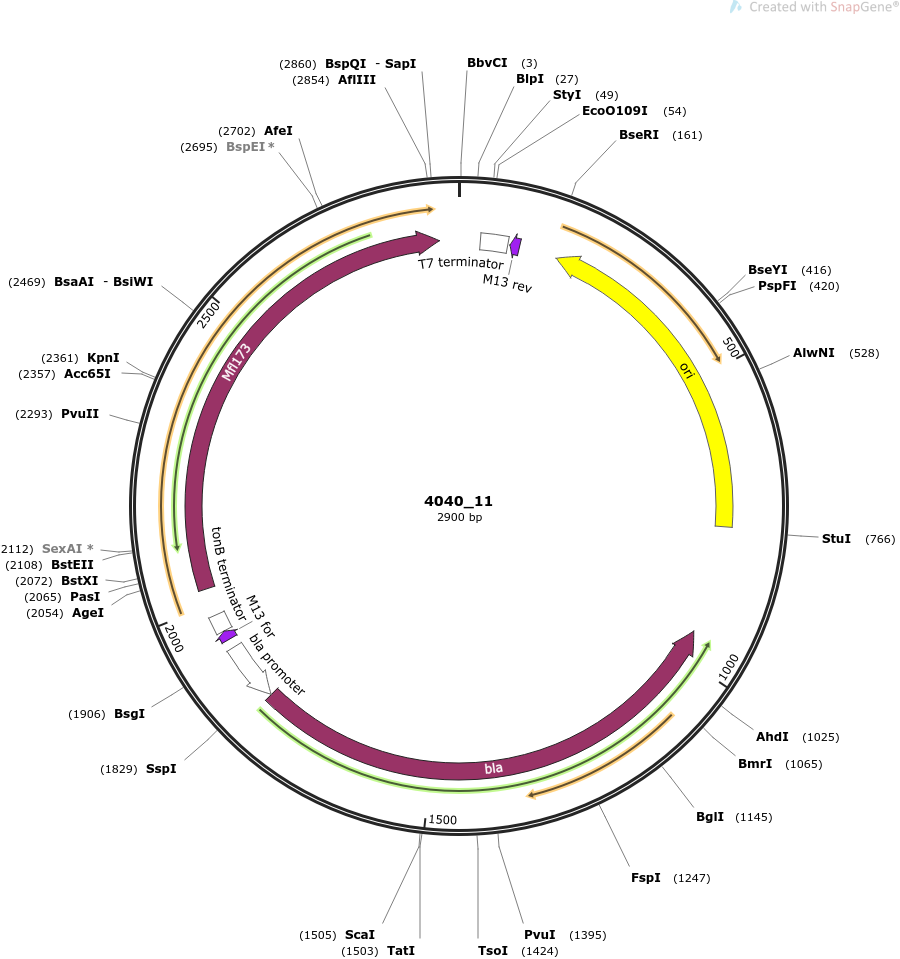 Created with SnapGene®
(2860) BspQI - SapI
(2854) AflIII
BbvCI (3)
BlpI (27)
StyI (49)
EcoO109I (54)
BseRI (161)
(2702) AfeI
(2695) BspEI *
T7 terminator
M13 rev
BseYI (416)
PspFI (420)
(2469) BsaAI - BsiWI
2500
500
AlwNI (528)
(2361) KpnI
(2357) Acc65I
Mfl173
ori
(2293) PvuII
4040_11
2900 bp
StuI (766)
2112) SexAI *
(2108) BstEII
(2072) BstXI
(2065) PasI
(2054) AgeI
tonB terminator
M13 for
bla promoter
2000
1000
(1906) BsgI
AhdI (1025)
BmrI (1065)
(1829) SspI
bla
BglI (1145)
1500
FspI (1247)
(1505) ScaI
(1503) TatI
PvuI (1395)
TsoI (1424)